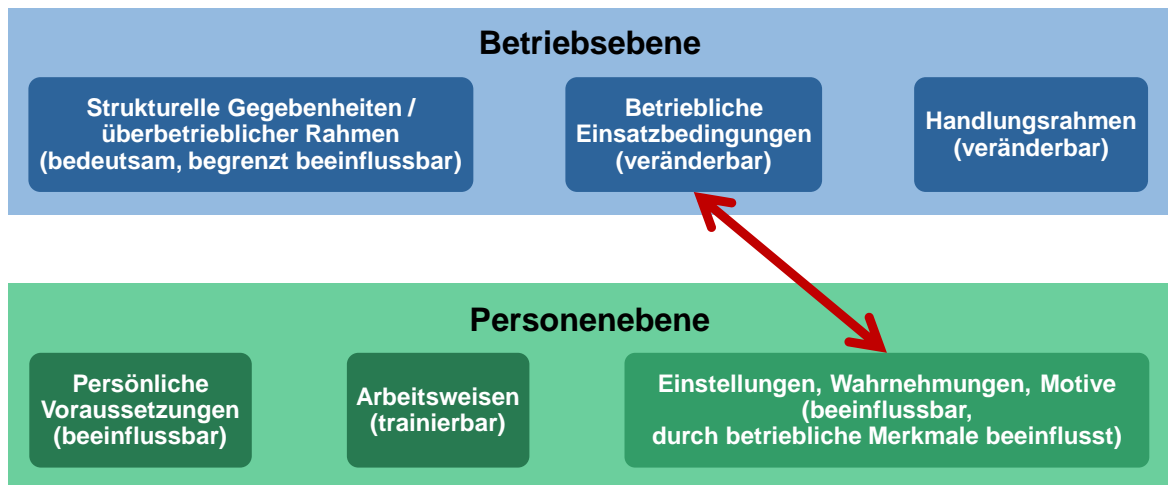 Betriebsebene
Strukturelle Gegebenheiten /
überbetrieblicher Rahmen
(bedeutsam, begrenzt beeinflussbar)
Betriebliche
Einsatzbedingungen
(veränderbar)
Handlungsrahmen
(veränderbar)
Personenebene
Persönliche
Voraussetzungen
(beeinflussbar)
Arbeitsweisen
(trainierbar)
Einstellungen, Wahrnehmungen, Motive
(beeinflussbar,
durch betriebliche Merkmale beeinflusst)